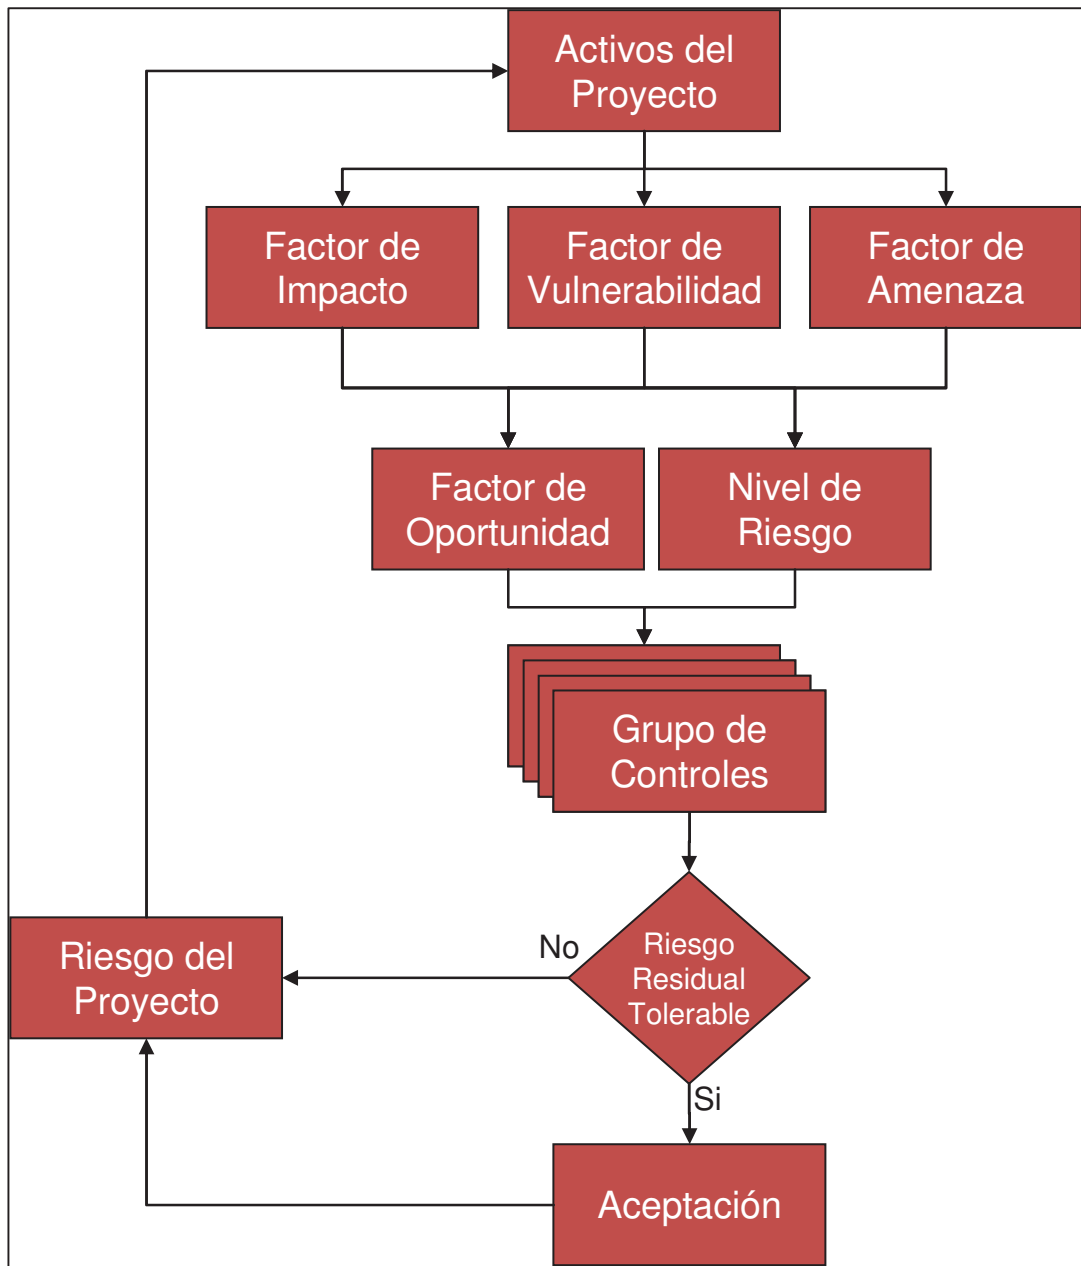 Activos del
Proyecto
Factor de
Impacto
Factor de
Vulnerabilidad
Factor de
Amenaza
Factor de
Oportunidad
Nivel de
Riesgo
Grupo de
Controles
Riesgo
Residual
Tolerable
No
Riesgo del
Proyecto
Si
Aceptación